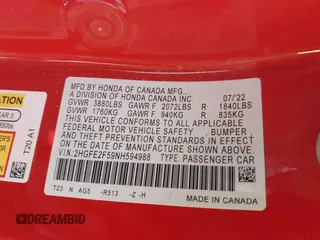 MFD.BY HONDA OF CANADA MFG.,
A DIVISION OF HONDA CANADA INC. 07/'22
GVWR 3880LBS GAWR F 2072LBS R 1840LBS
GVWR 1760KG GAWR F 940KG R 835KG
THIS VEHICLE CONFORMS TO ALL APPLICABLE
FEDERAL MOTOR VEHICLE SAFETY, BUMPER,
AND THEFT PREVENTION STANDARDS IN EFFECT
ON THE DATE OF MANUFACTURE SHOWN ABOVE.
V.I.N:2HGFE2F59NH594988 TYPE:PASSENGER CAR
T23 N AG5 -R513 -Z -H
MADE IN CANADA
T20 A1
DREAMBID